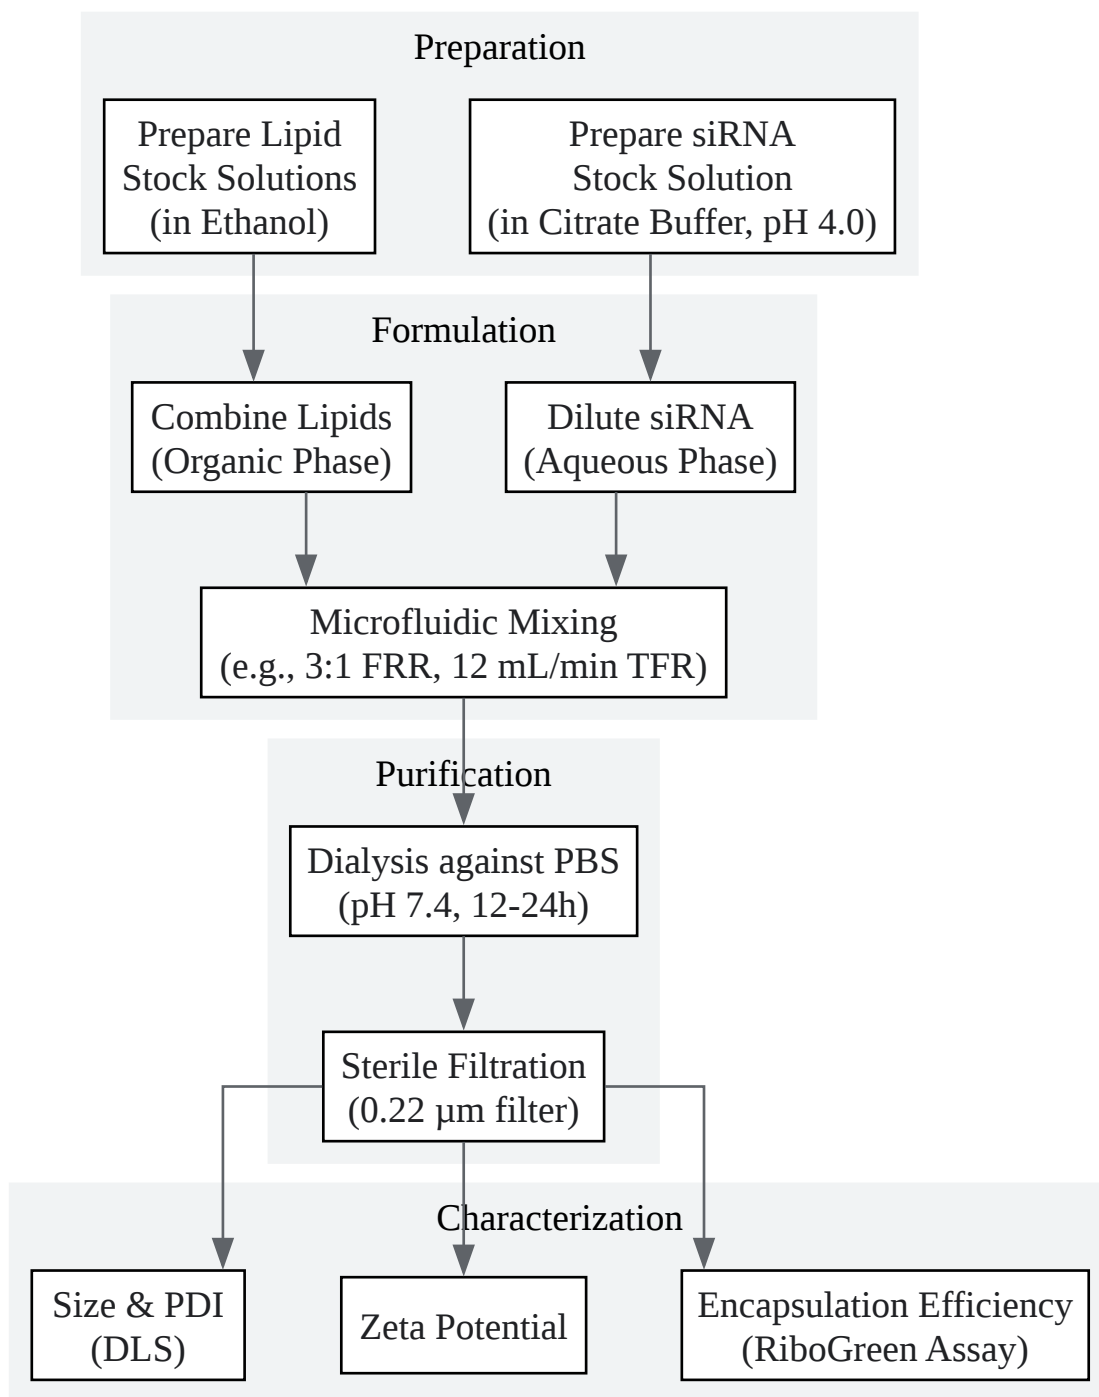 Preparation
Prepare Lipid
Stock Solutions
(in Ethanol)
Prepare siRNA
Stock Solution
(in Citrate Buffer, pH 4.0)
Formulation
Combine Lipids
(Organic Phase)
Dilute siRNA
(Aqueous Phase)
Microfluidic Mixing
(e.g., 3:1 FRR, 12 mL/min TFR)
Purification
Dialysis against PBS
(pH 7.4, 12-24h)
Sterile Filtration
(0.22 µm filter)
Characterization
Size & PDI
(DLS)
Zeta Potential
Encapsulation Efficiency
(RiboGreen Assay)